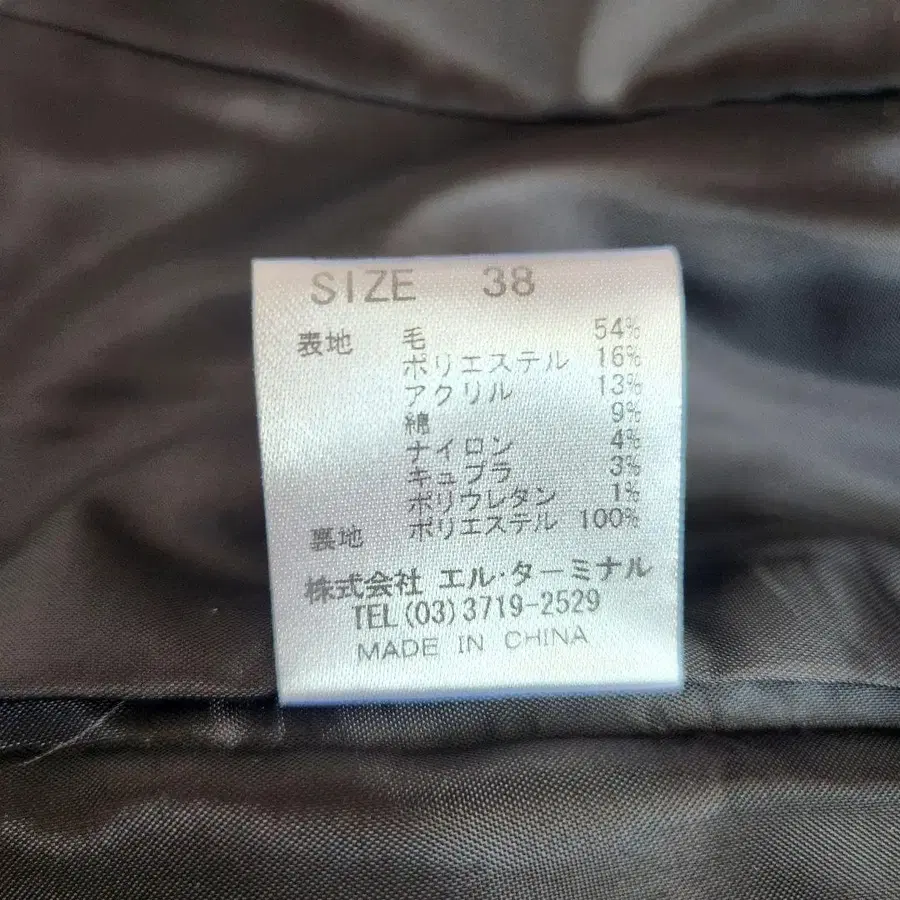 SIZE 38
表地 毛 54%
ポリエステル 16%
アクリル 13%
綿 9%
ナイロン 4%
キュプラ 3%
ポリウレタン 1%
裏地 ポリエステル 100%
株式会社 エル・ターミナル
TEL(03)3719-2529
MADE IN CHINA